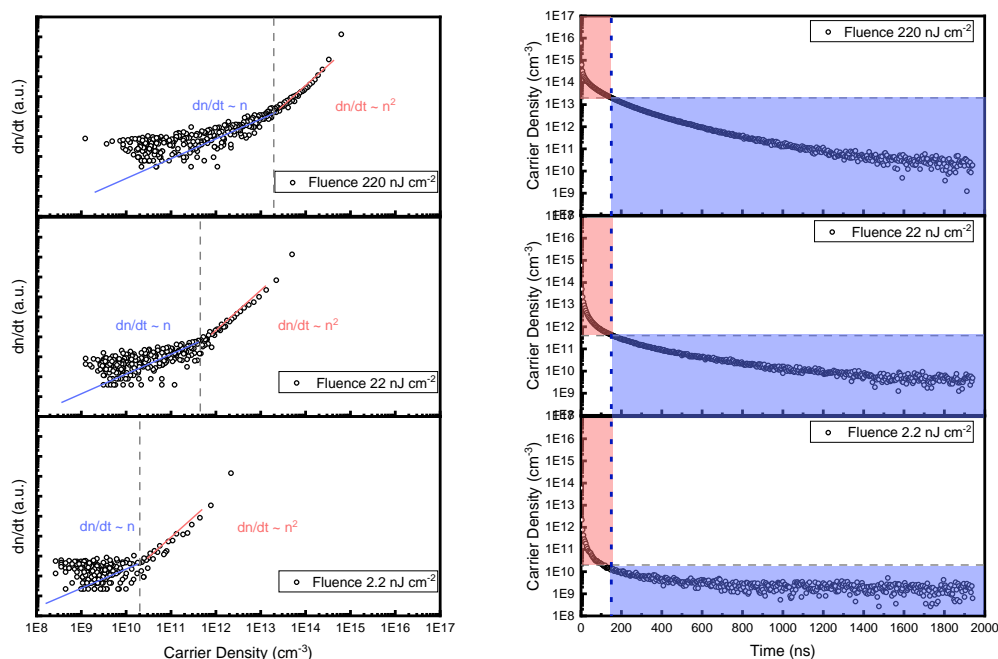 dn/dt (a.u.)
dn/dt ~ n
dn/dt ~ n²
Fluence 220 nJ cm⁻²
dn/dt (a.u.)
dn/dt ~ n
dn/dt ~ n²
Fluence 22 nJ cm⁻²
dn/dt (a.u.)
dn/dt ~ n
dn/dt ~ n²
Fluence 2.2 nJ cm⁻²
1E8 1E9 1E10 1E11 1E12 1E13 1E14 1E15 1E16 1E17
Carrier Density (cm⁻³)
Carrier Density (cm⁻³)
1E17
1E16
1E15
1E14
1E13
1E12
1E11
1E10
1E9
Fluence 220 nJ cm⁻²
Carrier Density (cm⁻³)
1E16
1E15
1E14
1E13
1E12
1E11
1E10
1E9
Fluence 22 nJ cm⁻²
Carrier Density (cm⁻³)
1E16
1E15
1E14
1E13
1E12
1E11
1E10
1E9
1E8
Fluence 2.2 nJ cm⁻²
0 200 400 600 800 1000 1200 1400 1600 1800 2000
Time (ns)